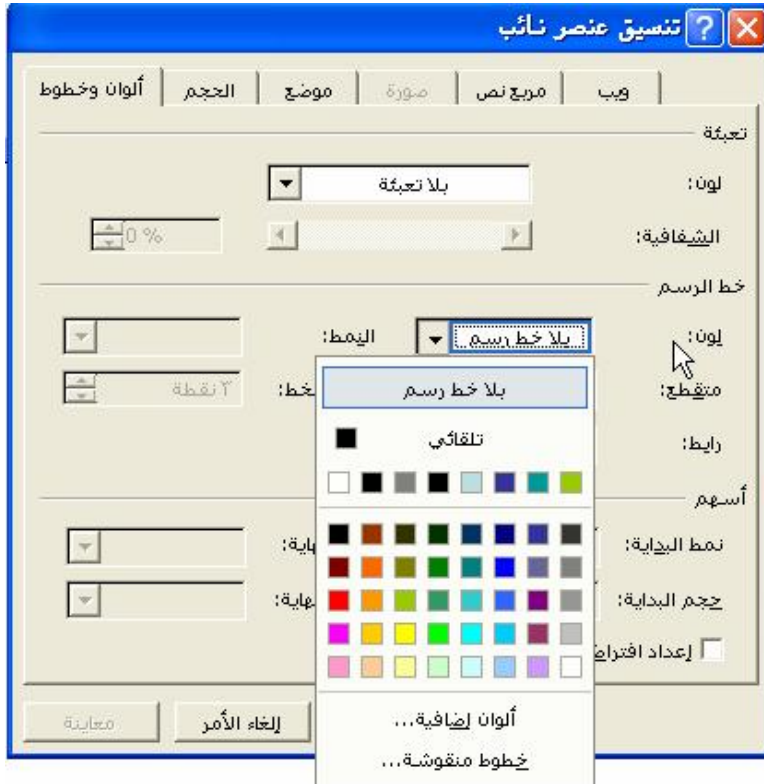 تنسيق عنصر نائب
ألوان وخطوط الحجم موضع صورة مربع نص ويب
تعبئة
لون: بلا تعبئة
الشفافية: 0 %
خط الرسم
لون: بلا خط رسم النمط:
متقطع: ٣ نقطة
رابط:
بلا خط رسم
تلقائي
أسهم
نمط البداية:
حجم البداية:
إعداد
ألوان إضافية...
خطوط منقوشة...
إلغاء الأمر معاينة